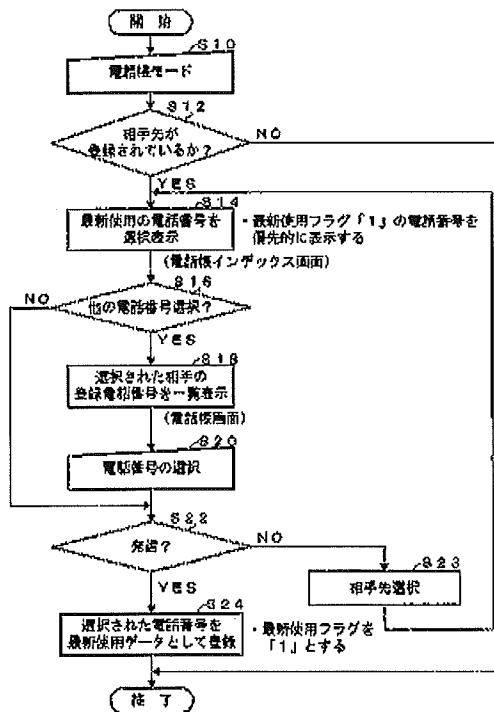 開 始
S10
電話帳モード
S12
相手先が
登録されているか?
NO
YES
S14
最新使用の電話番号を
選択表示
・最新使用フラグ「1」の電話番号を
優先的に表示する
(電話帳インデックス画面)
S16
NO
他の電話番号選択?
YES
S18
選択された相手の
登録電話番号を一覧表示
(電話帳画面)
S20
電話番号の選択
S22
発信?
NO
S23
相手先選択
YES
S24
選択された電話番号を
最新使用データとして登録
・最新使用フラグを
「1」とする
終 了